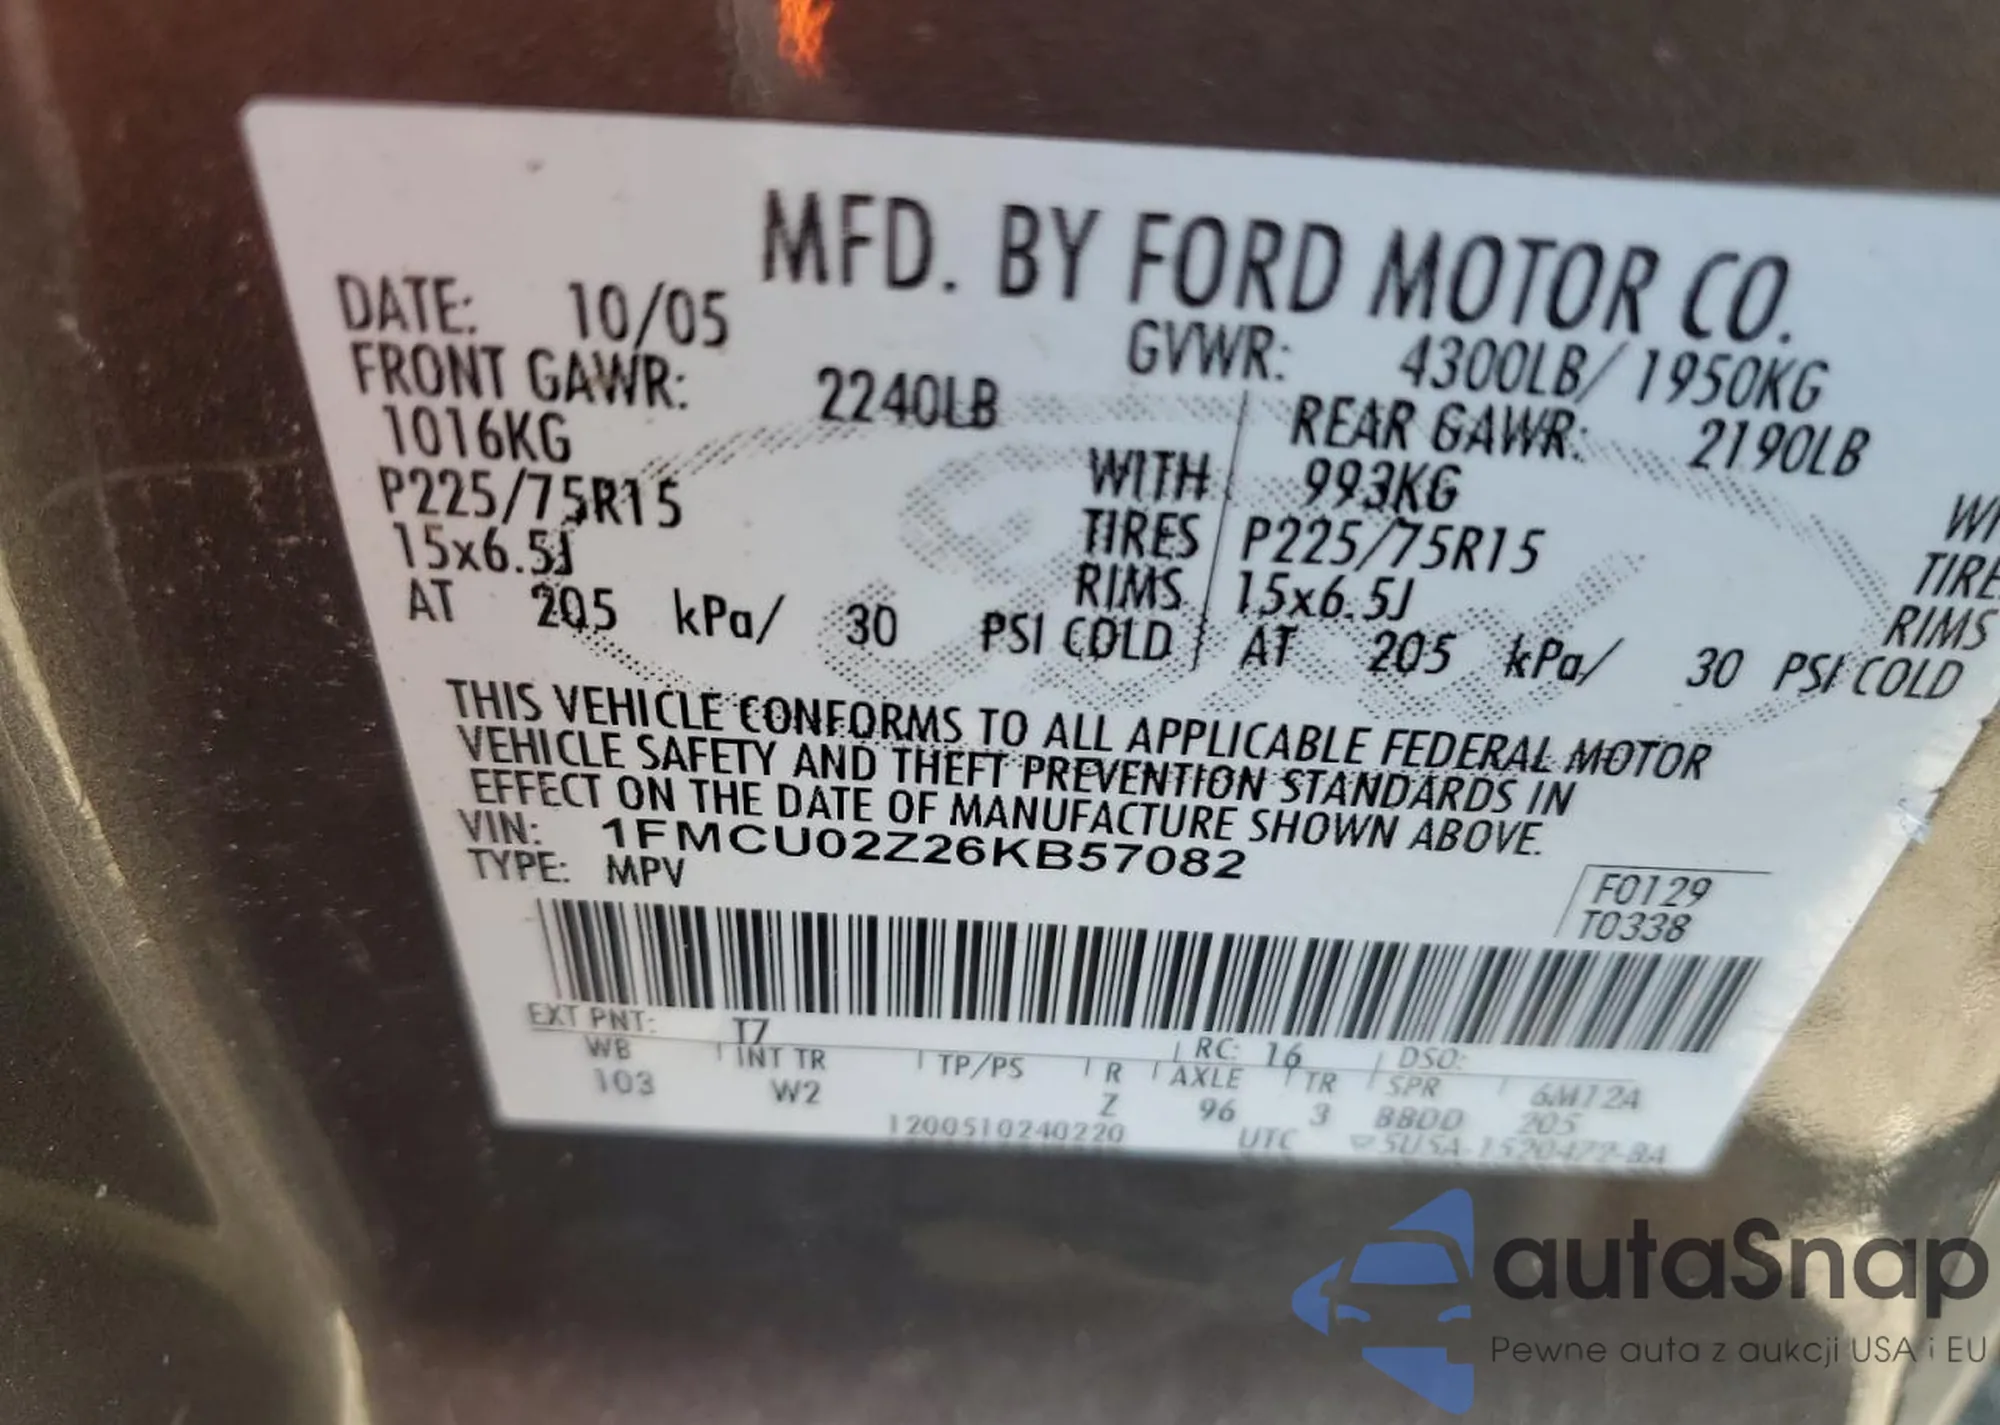 MFD. BY FORD MOTOR CO.
DATE: 10/05 GVWR: 4300LB/1950KG
FRONT GAWR: 2240LB REAR GAWR: 2190LB
1016KG WITH 993KG
P225/75R15 TIRES P225/75R15
15x6.5J RIMS 15x6.5J RIMS
AT 205 kPa/ 30 PSI COLD AT 205 kPa/ 30 PSI COLD
THIS VEHICLE CONFORMS TO ALL APPLICABLE FEDERAL MOTOR
VEHICLE SAFETY AND THEFT PREVENTION STANDARDS IN
EFFECT ON THE DATE OF MANUFACTURE SHOWN ABOVE.
VIN: 1FMCU02Z26KB57082
TYPE: MPV
F0129
T0338
EXT PNT: T7 RC: 16 DSO:
WB INT TR TP/PS R AXLE TR SPR 6M12A
103 W2 Z 96 3 BBDD 205
120051024022​0 UTC
autaSnap
Pewne auta z aukcji USA i EU